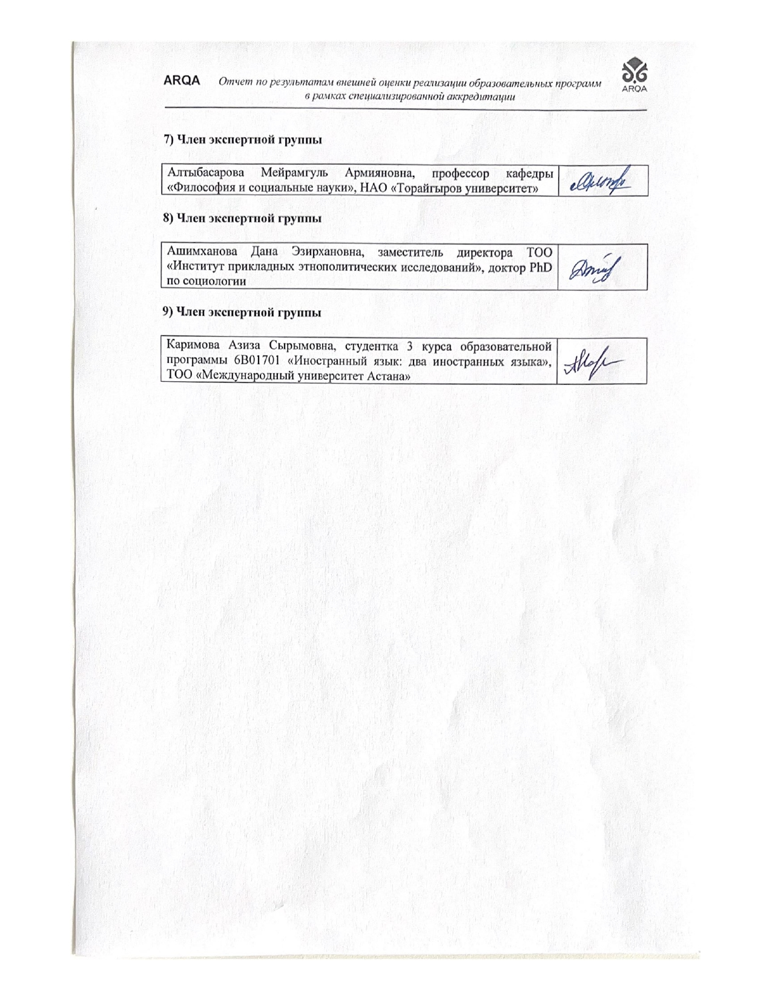 ARQA Отчет по результатам внешней оценки реализации образовательных программ
в рамках специализированной аккредитации
ARQA
7) Член экспертной группы
Алтыбасарова Мейрамгуль Армияновна, профессор кафедры
«Философия и социальные науки», НАО «Торайгыров университет»
8) Член экспертной группы
Ашимханова Дана Эзирхановна, заместитель директора ТОО
«Институт прикладных этнополитических исследований», доктор PhD
по социологии
9) Член экспертной группы
Каримова Азиза Сырымовна, студентка 3 курса образовательной
программы 6В01701 «Иностранный язык: два иностранных языка»,
ТОО «Международный университет Астана»